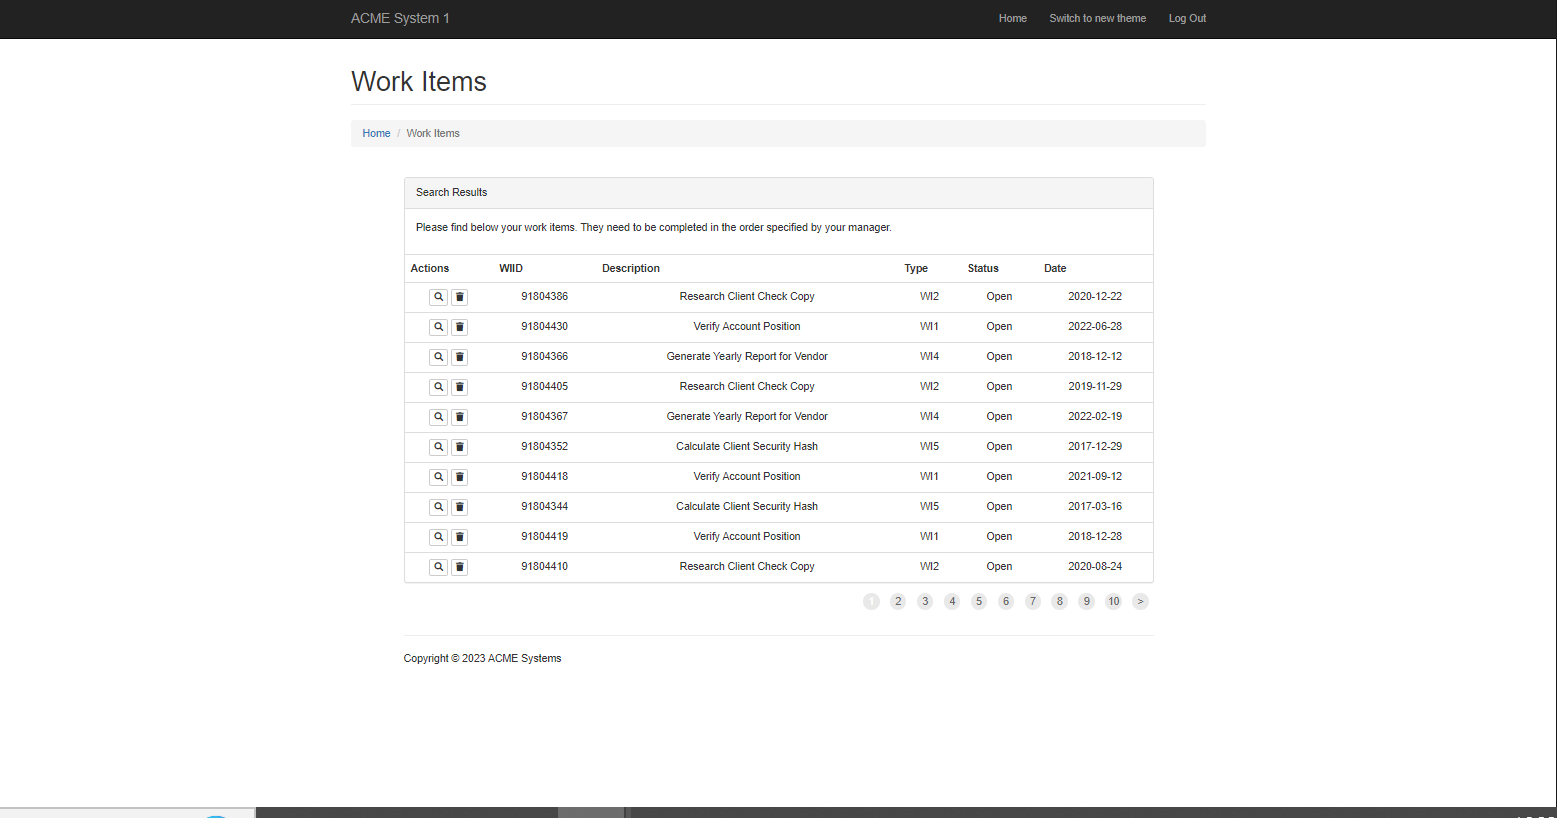 ACME System 1 Home Switch to new theme Log Out
Work Items
Home / Work Items
Search Results
Please find below your work items. They need to be completed in the order specified by your manager.
Actions WIID Description Type Status Date
91804386 Research Client Check Copy WI2 Open 2020-12-22
91804430 Verify Account Position WI1 Open 2022-06-28
91804366 Generate Yearly Report for Vendor WI4 Open 2018-12-12
91804405 Research Client Check Copy WI2 Open 2019-11-29
91804367 Generate Yearly Report for Vendor WI4 Open 2022-02-19
91804352 Calculate Client Security Hash WI5 Open 2017-12-29
91804418 Verify Account Position WI1 Open 2021-09-12
91804344 Calculate Client Security Hash WI5 Open 2017-03-16
91804419 Verify Account Position WI1 Open 2018-12-28
91804410 Research Client Check Copy WI2 Open 2020-08-24
1 2 3 4 5 6 7 8 9 10 >
Copyright © 2023 ACME Systems